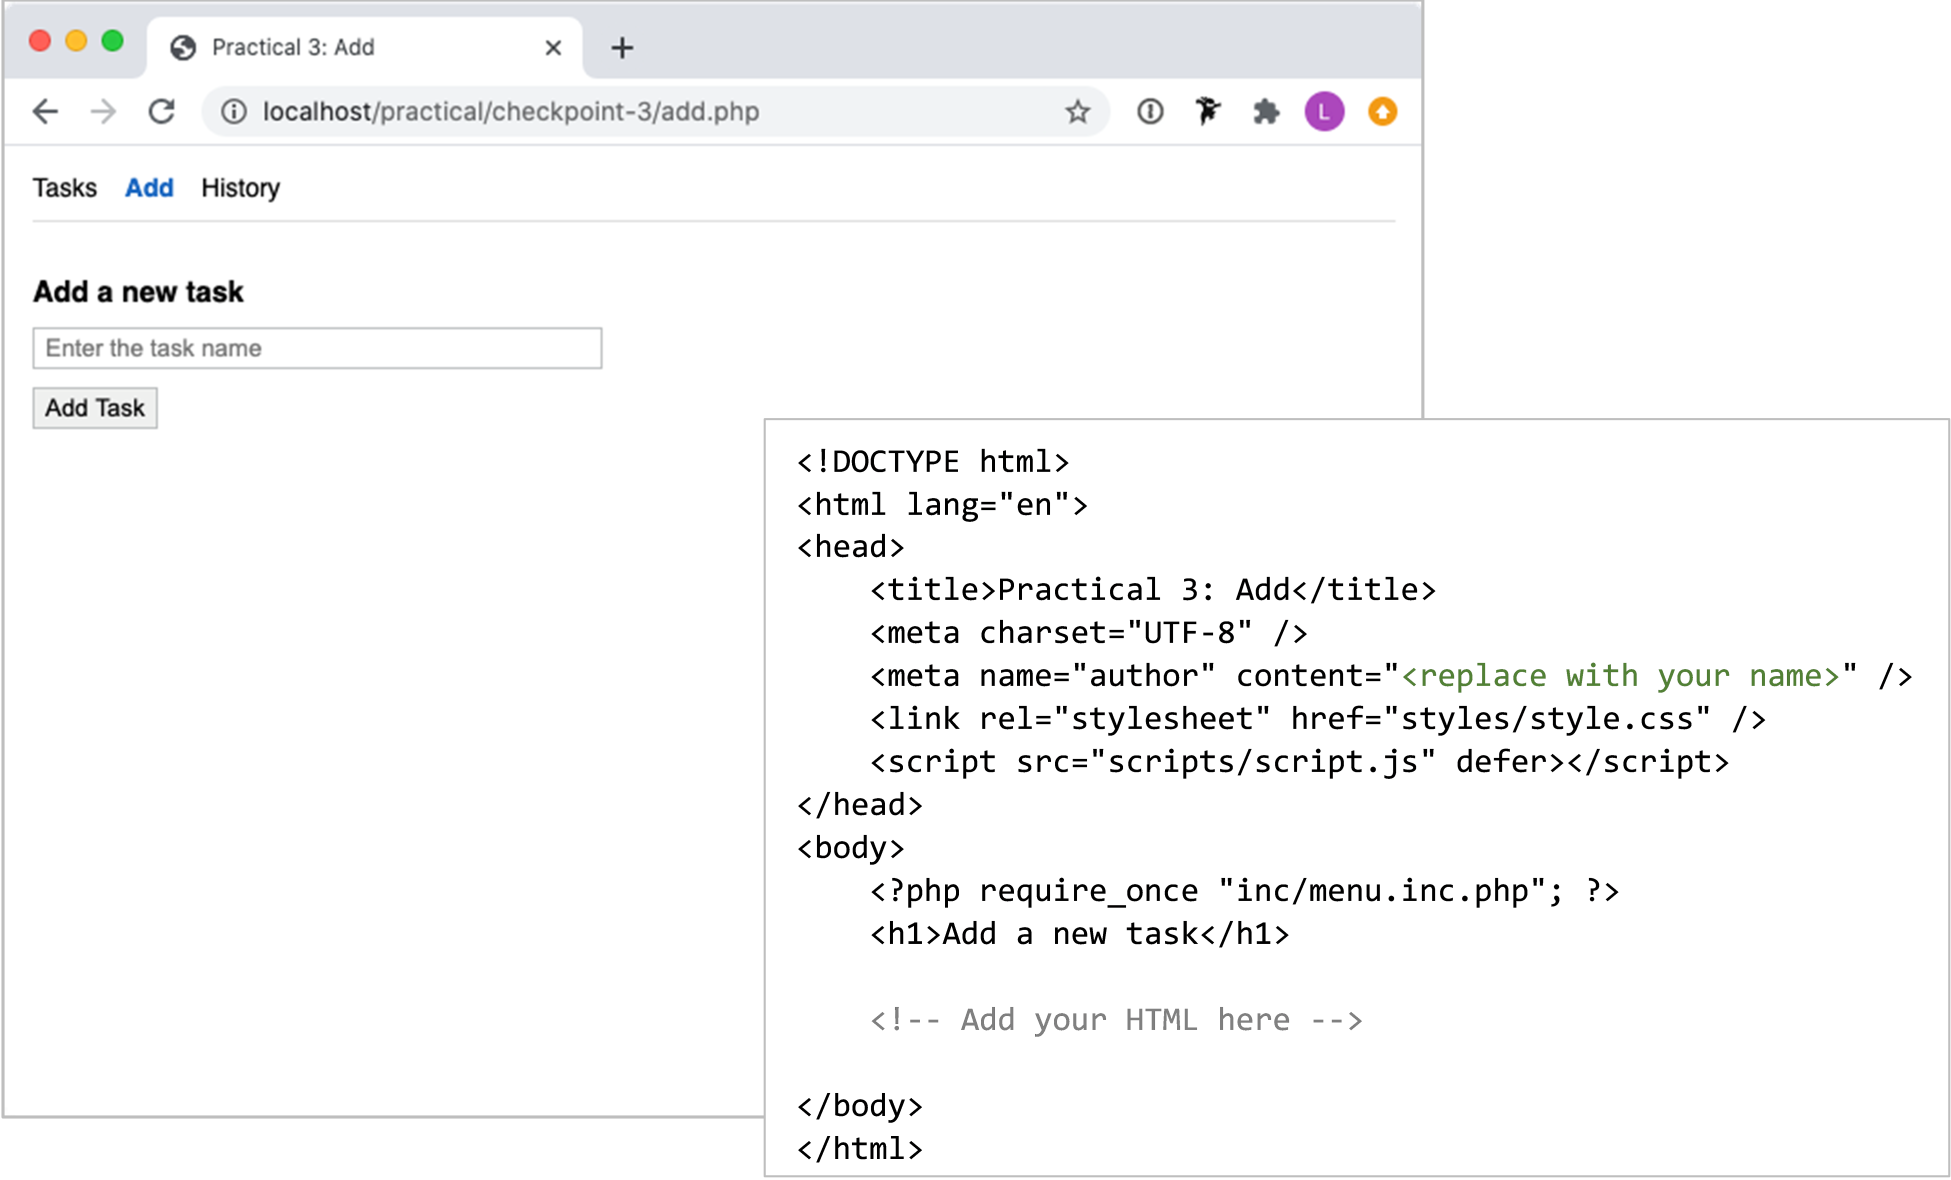 Practical 3: Add
localhost/practical/checkpoint-3/add.php
L
Tasks Add History
Add a new task
Enter the task name
Add Task
<!DOCTYPE html>
<html lang="en">
<head>
    <title>Practical 3: Add</title>
    <meta charset="UTF-8" />
    <meta name="author" content="<replace with your name>" />
    <link rel="stylesheet" href="styles/style.css" />
    <script src="scripts/script.js" defer></script>
</head>
<body>
    <?php require_once "inc/menu.inc.php"; ?>
    <h1>Add a new task</h1>
    <!-- Add your HTML here -->
</body>
</html>